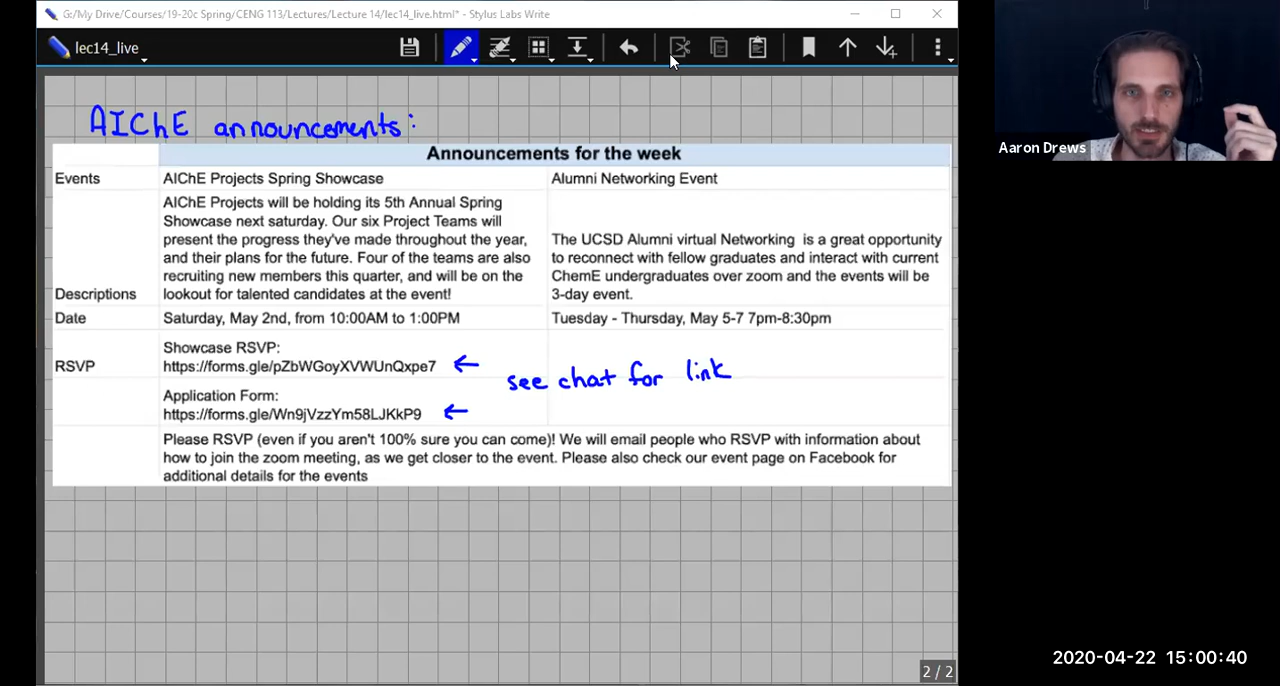 G:/My Drive/Courses/19-20c Spring/CENG 113/Lectures/Lecture 14/lec14_live.html* - Stylus Labs Write
lec14_live
AIChE announcements:
Announcements for the week
Events
AIChE Projects Spring Showcase
Alumni Networking Event
Descriptions
AIChE Projects will be holding its 5th Annual Spring
Showcase next saturday. Our six Project Teams will
present the progress they've made throughout the year,
and their plans for the future. Four of the teams are also
recruiting new members this quarter, and will be on the
lookout for talented candidates at the event!
The UCSD Alumni virtual Networking is a great opportunity
to reconnect with fellow graduates and interact with current
ChemE undergraduates over zoom and the events will be
3-day event.
Date
Saturday, May 2nd, from 10:00AM to 1:00PM
Tuesday - Thursday, May 5-7 7pm-8:30pm
RSVP
Showcase RSVP:
https://forms.gle/pZbWGoyXVWUnQxpe7
see chat for link
Application Form:
https://forms.gle/Wn9jVzzYm58LJKkP9
Please RSVP (even if you aren't 100% sure you can come)! We will email people who RSVP with information about
how to join the zoom meeting, as we get closer to the event. Please also check our event page on Facebook for
additional details for the events
2 / 2
Aaron Drews
2020-04-22 15:00:40